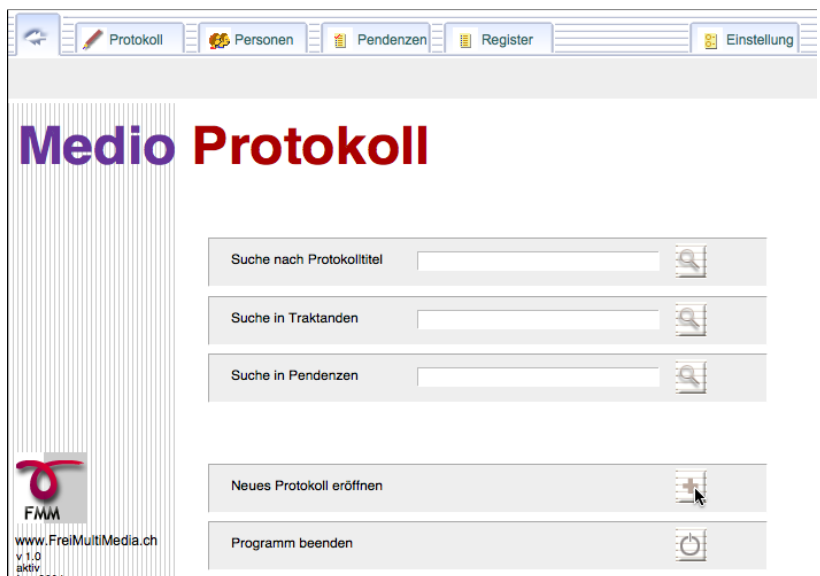 Protokoll Personen Pendenzen Register Einstellung
Medio Protokoll
Suche nach Protokolltitel
Suche in Traktanden
Suche in Pendenzen
Neues Protokoll eröffnen
FMM
www.FreiMultiMedia.ch
Programm beenden
v 1.0
aktiv